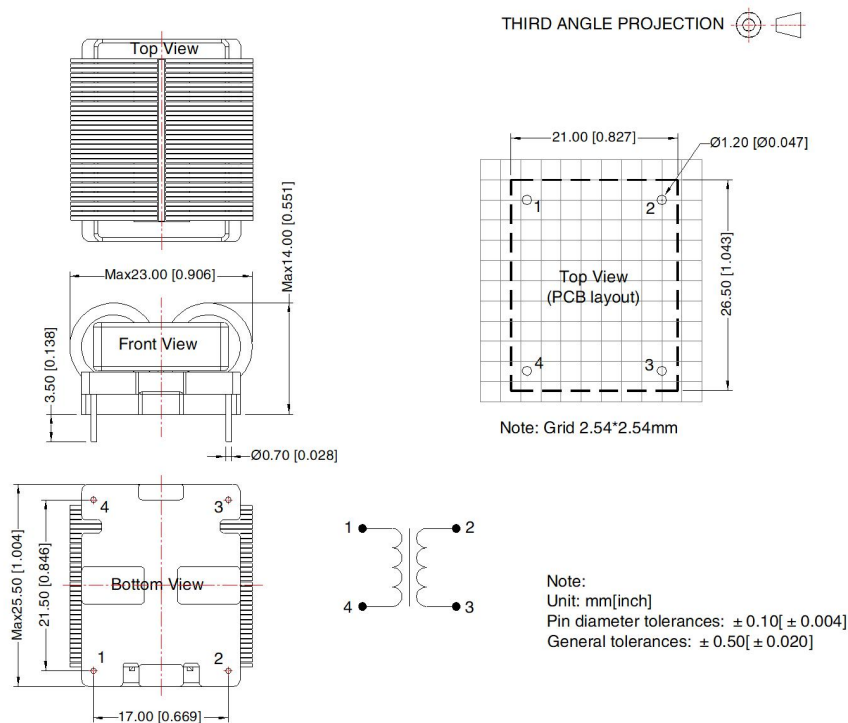 THIRD ANGLE PROJECTION
Top View
21.00 [0.827]
Ø1.20 [Ø0.047]
1
2
Top View
(PCB layout)
26.50 [1.043]
4
3
Note: Grid 2.54*2.54mm
Max23.00 [0.906]
Max14.00 [0.551]
Front View
3.50 [0.138]
Ø0.70 [0.028]
4
3
Max25.50 [1.004]
21.50 [0.846]
Bottom View
1
2
17.00 [0.669]
1
2
4
3
Note:
Unit: mm[inch]
Pin diameter tolerances: ± 0.10[ ± 0.004]
General tolerances: ± 0.50[ ± 0.020]